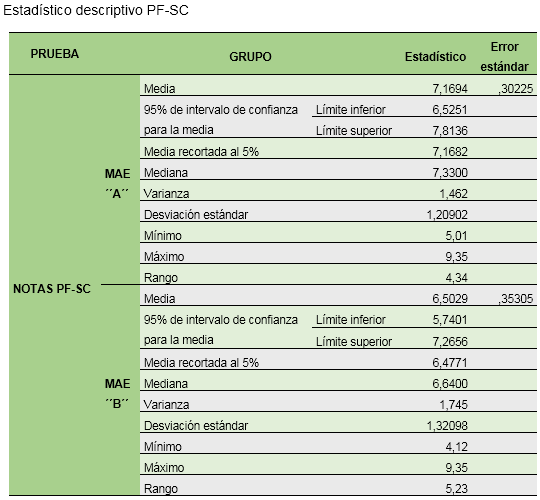 Estadístico descriptivo PF-SC
PRUEBA GRUPO Estadístico Error estándar
NOTAS PF-SC
MAE ´´A´´
Media 7,1694 ,30225
95% de intervalo de confianza para la media Límite inferior 6,5251
Límite superior 7,8136
Media recortada al 5% 7,1682
Mediana 7,3300
Varianza 1,462
Desviación estándar 1,20902
Mínimo 5,01
Máximo 9,35
Rango 4,34
MAE ´´B´´
Media 6,5029 ,35305
95% de intervalo de confianza para la media Límite inferior 5,7401
Límite superior 7,2656
Media recortada al 5% 6,4771
Mediana 6,6400
Varianza 1,745
Desviación estándar 1,32098
Mínimo 4,12
Máximo 9,35
Rango 5,23